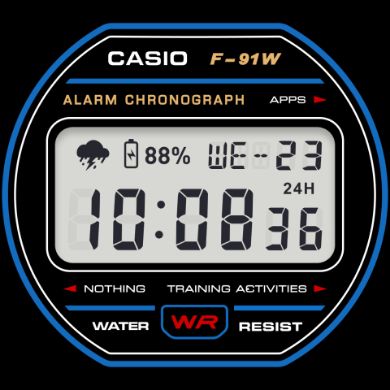 CASIO F-91W
ALARM CHRONOGRAPH APPS
88% WE-23
24H
10:08 36
NOTHING TRAINING ACTIVITIES
WATER WR RESIST